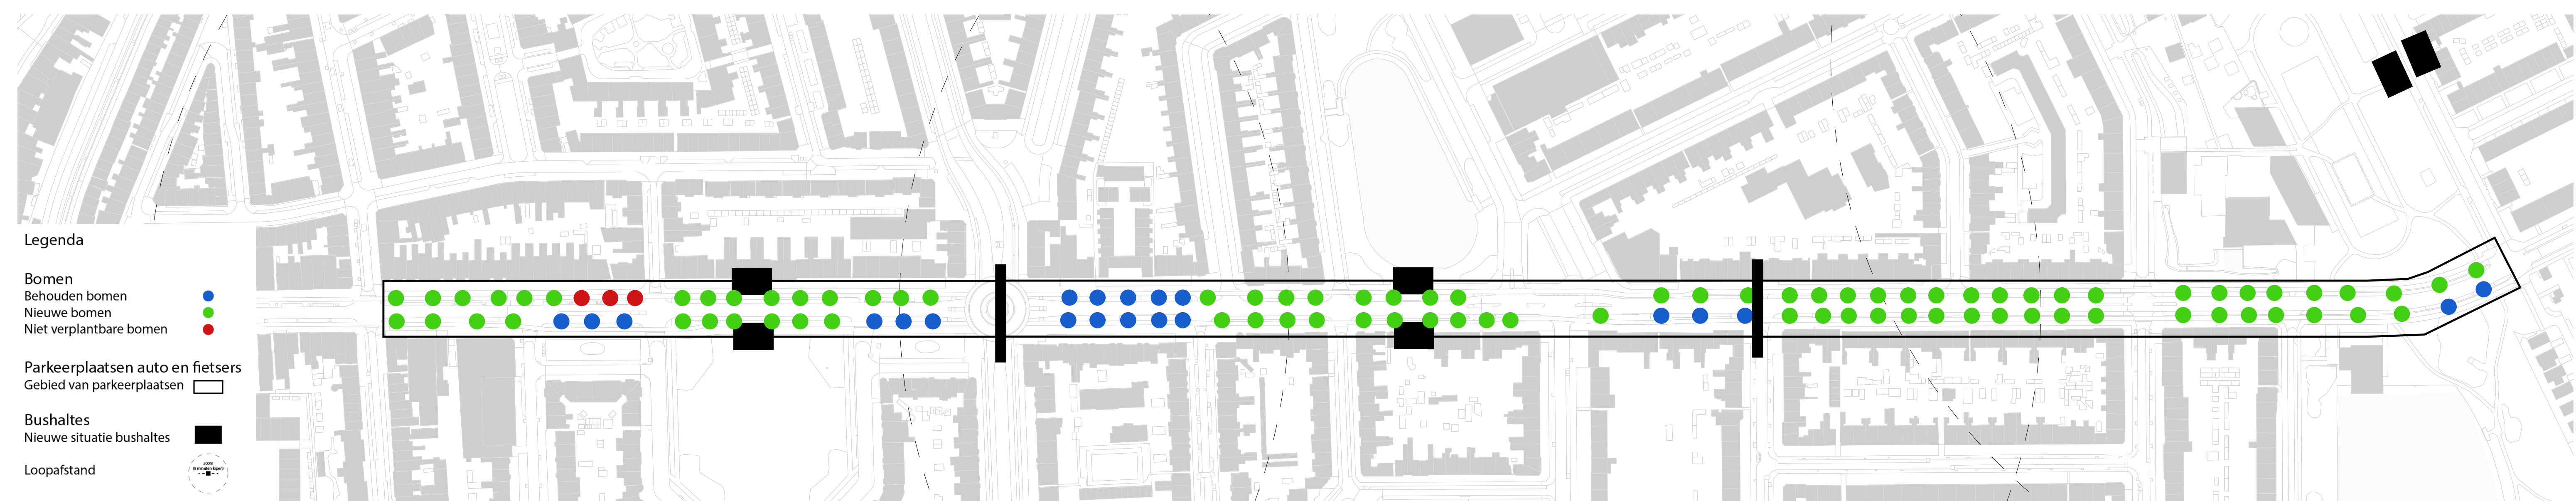 Legenda
Bomen
Behouden bomen
Nieuwe bomen
Niet verplantbare bomen
Parkeerplaatsen auto en fietsers
Gebied van parkeerplaatsen
Bushaltes
Nieuwe situatie bushaltes
Loopafstand
300m